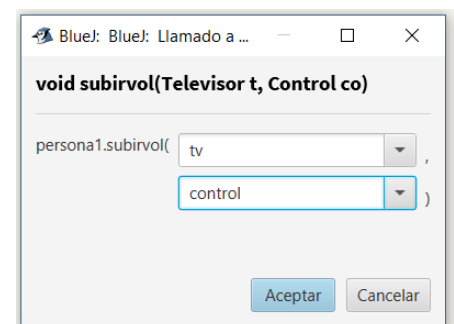 BlueJ: BlueJ: Llamado a ...
void subirvol(Televisor t, Control co)
persona1.subirvol( tv ,
control )
Aceptar Cancelar